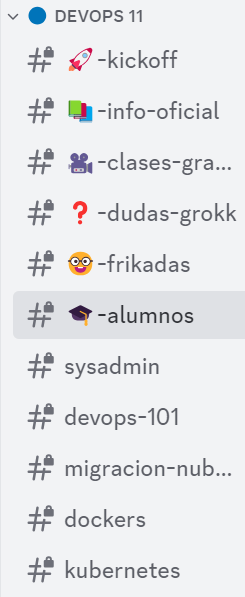 DEVOPS 11
🚀-kickoff
📚-info-oficial
🎥-clases-gra...
❓-dudas-grokk
🤓-frikadas
🎓-alumnos
sysadmin
devops-101
migracion-nub...
dockers
kubernetes